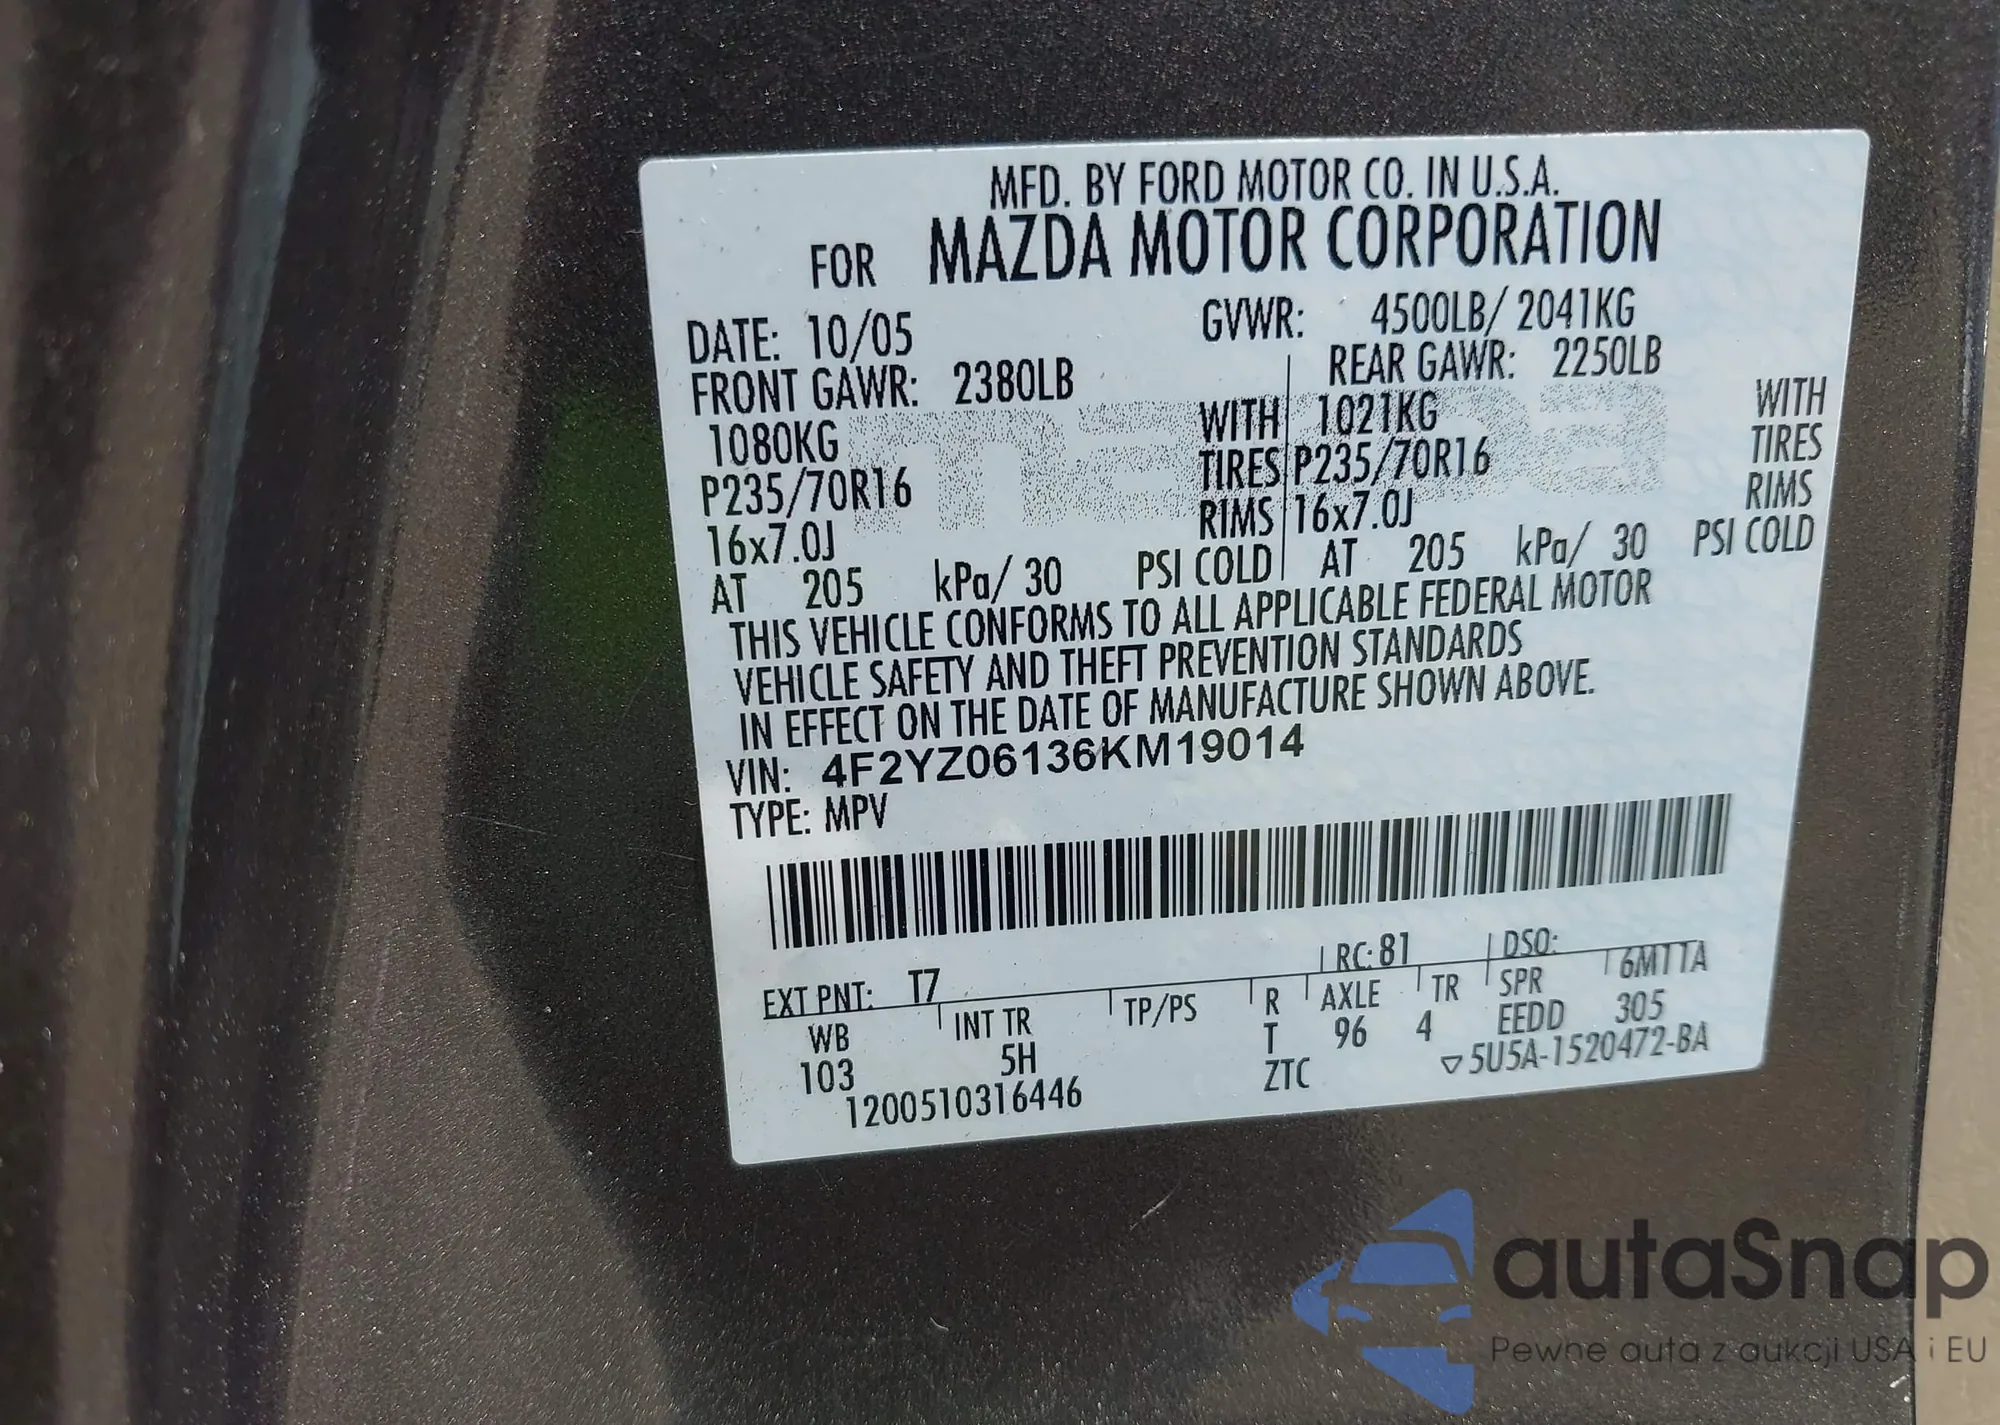 MFD. BY FORD MOTOR CO. IN U.S.A.
FOR MAZDA MOTOR CORPORATION
DATE: 10/05 GVWR: 4500LB/ 2041KG
FRONT GAWR: 2380LB REAR GAWR: 2250LB
1080KG WITH 1021KG WITH
P235/70R16 TIRES P235/70R16 TIRES
16x7.0J RIMS 16x7.0J RIMS
AT 205 kPa/ 30 PSI COLD AT 205 kPa/ 30 PSI COLD
THIS VEHICLE CONFORMS TO ALL APPLICABLE FEDERAL MOTOR
VEHICLE SAFETY AND THEFT PREVENTION STANDARDS
IN EFFECT ON THE DATE OF MANUFACTURE SHOWN ABOVE.
VIN: 4F2YZ06136KM19014
TYPE: MPV
EXT PNT: T7 RC: 81 DSO:
WB INT TR TP/PS R AXLE TR SPR 6M11A
103 5H T 96 4 EEDD 305
1200510316446 ZTC ▽5U5A-1520472-BA
mazda
autaSnap
Pewne auta z aukcji USA i EU